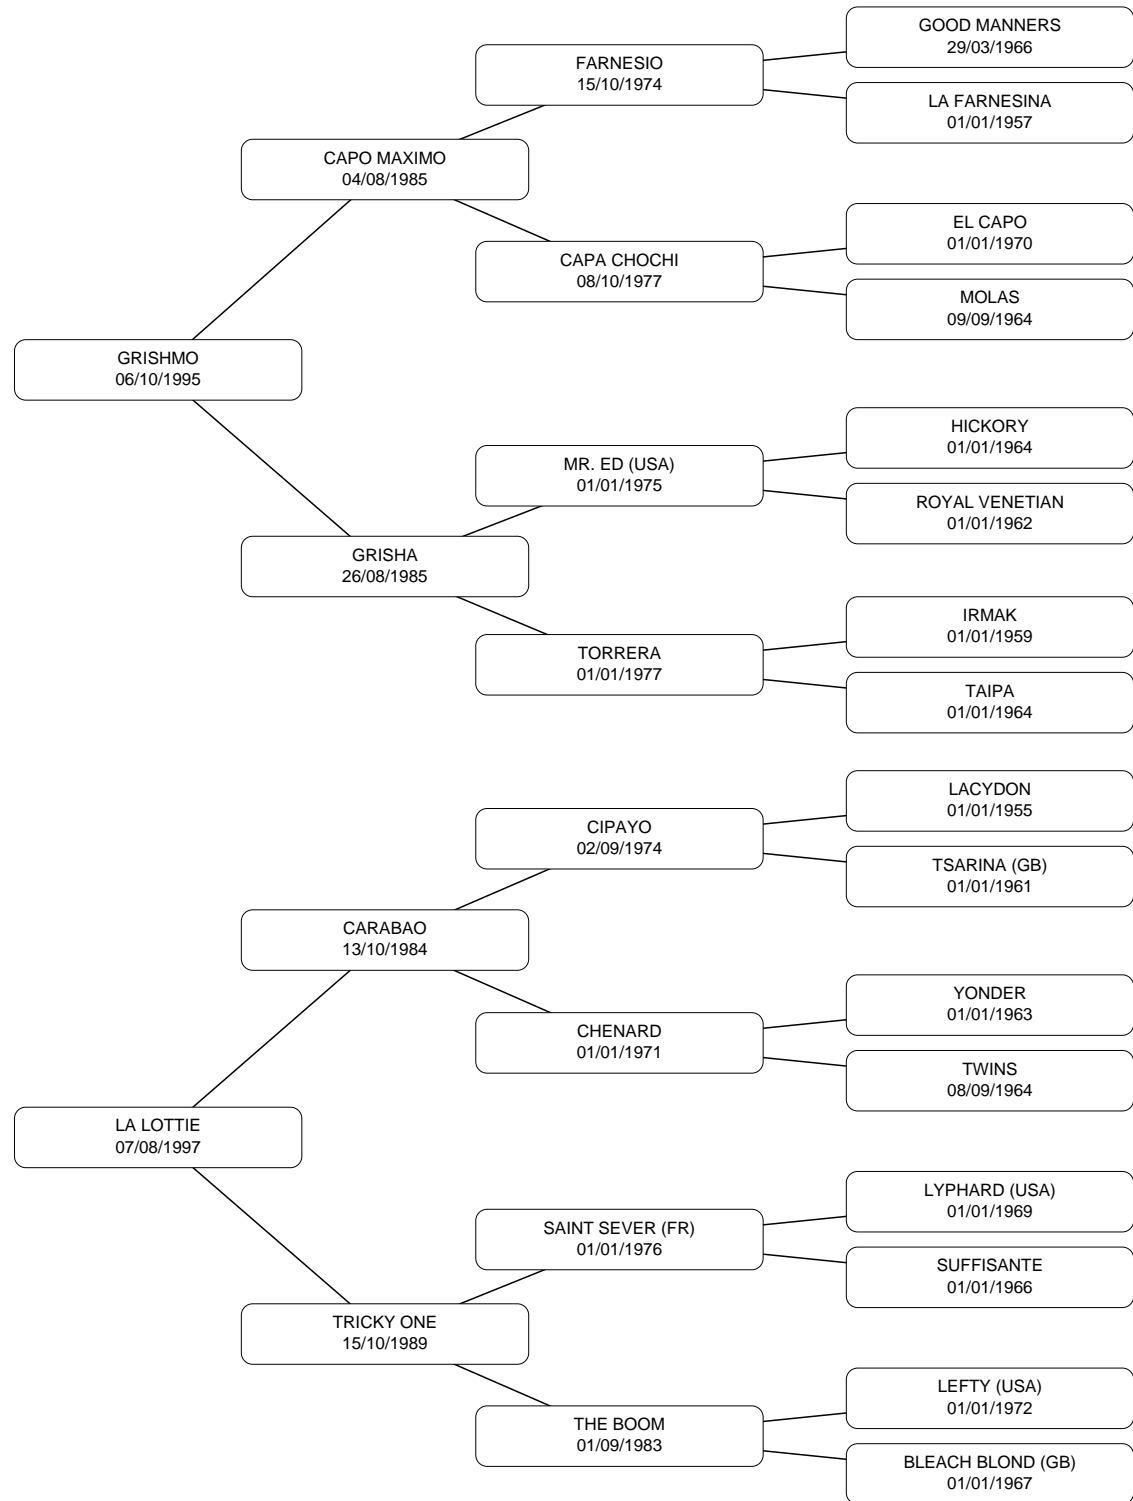 GOOD MANNERS
29/03/1966
FARNESIO
15/10/1974
LA FARNESINA
01/01/1957
CAPO MAXIMO
04/08/1985
EL CAPO
01/01/1970
CAPA CHOCHI
08/10/1977
MOLAS
09/09/1964
GRISHMO
06/10/1995
HICKORY
01/01/1964
MR. ED (USA)
01/01/1975
ROYAL VENETIAN
01/01/1962
GRISHA
26/08/1985
IRMAK
01/01/1959
TORRERA
01/01/1977
TAIPA
01/01/1964
LACYDON
01/01/1955
CIPAYO
02/09/1974
TSARINA (GB)
01/01/1961
CARABAO
13/10/1984
YONDER
01/01/1963
CHENARD
01/01/1971
TWINS
08/09/1964
LA LOTTIE
07/08/1997
LYPHARD (USA)
01/01/1969
SAINT SEVER (FR)
01/01/1976
SUFFISANTE
01/01/1966
TRICKY ONE
15/10/1989
LEFTY (USA)
01/01/1972
THE BOOM
01/09/1983
BLEACH BLOND (GB)
01/01/1967